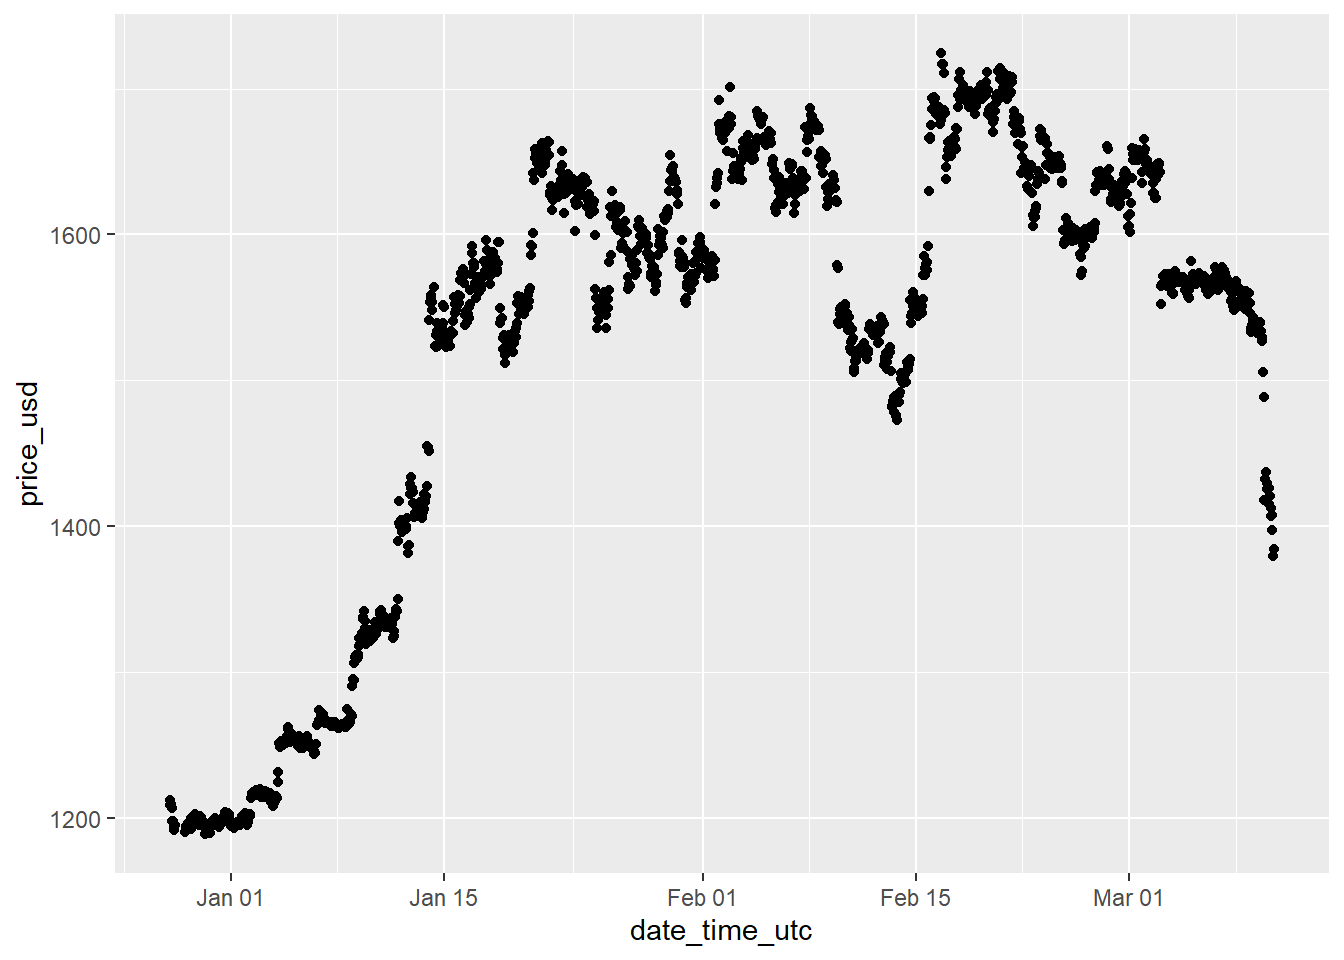 price_usd
1600
1400
1200
Jan 01
Jan 15
Feb 01
Feb 15
Mar 01
date_time_utc